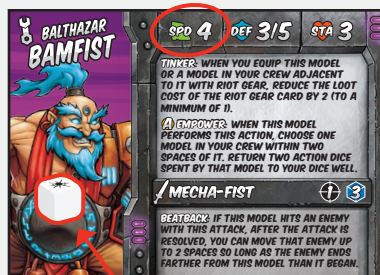 BALTHAZAR
BAMFIST
SPD 4 DEF 3/5 STA 3
TINKER: WHEN YOU EQUIP THIS MODEL
OR A MODEL IN YOUR CREW ADJACENT
TO IT WITH RIOT GEAR, REDUCE THE LOOT
COST OF THE RIOT GEAR CARD BY 2 (TO A
MINIMUM OF 1).
A EMPOWER: WHEN THIS MODEL
PERFORMS THIS ACTION, CHOOSE ONE
MODEL IN YOUR CREW WITHIN TWO
SPACES OF IT. RETURN TWO ACTION DICE
SPENT BY THAT MODEL TO YOUR DICE WELL.
MECHA-FIST 1 3
BEATBACK: IF THIS MODEL HITS AN ENEMY
WITH THIS ATTACK, AFTER THE ATTACK IS
RESOLVED, YOU CAN MOVE THAT ENEMY UP
TO 2 SPACES SO LONG AS THE ENEMY ENDS
FARTHER FROM THIS MODEL THAN IT BEGAN.